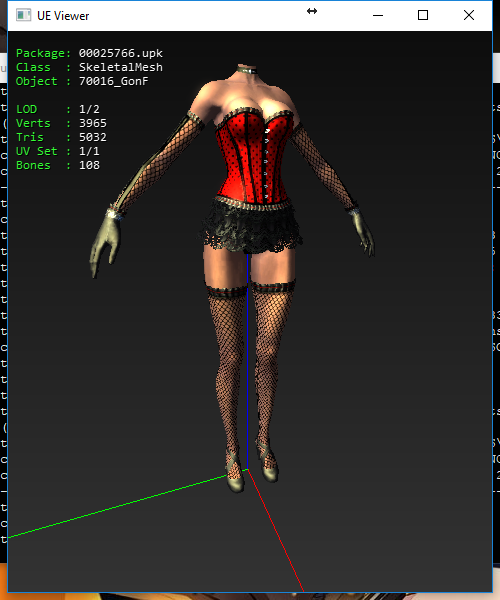 UE Viewer
Package: 00025766.upk
Class  : SkeletalMesh
Object : 70016_GonF
LOD    : 1/2
Verts  : 3965
Tris   : 5032
UV Set : 1/1
Bones  : 108